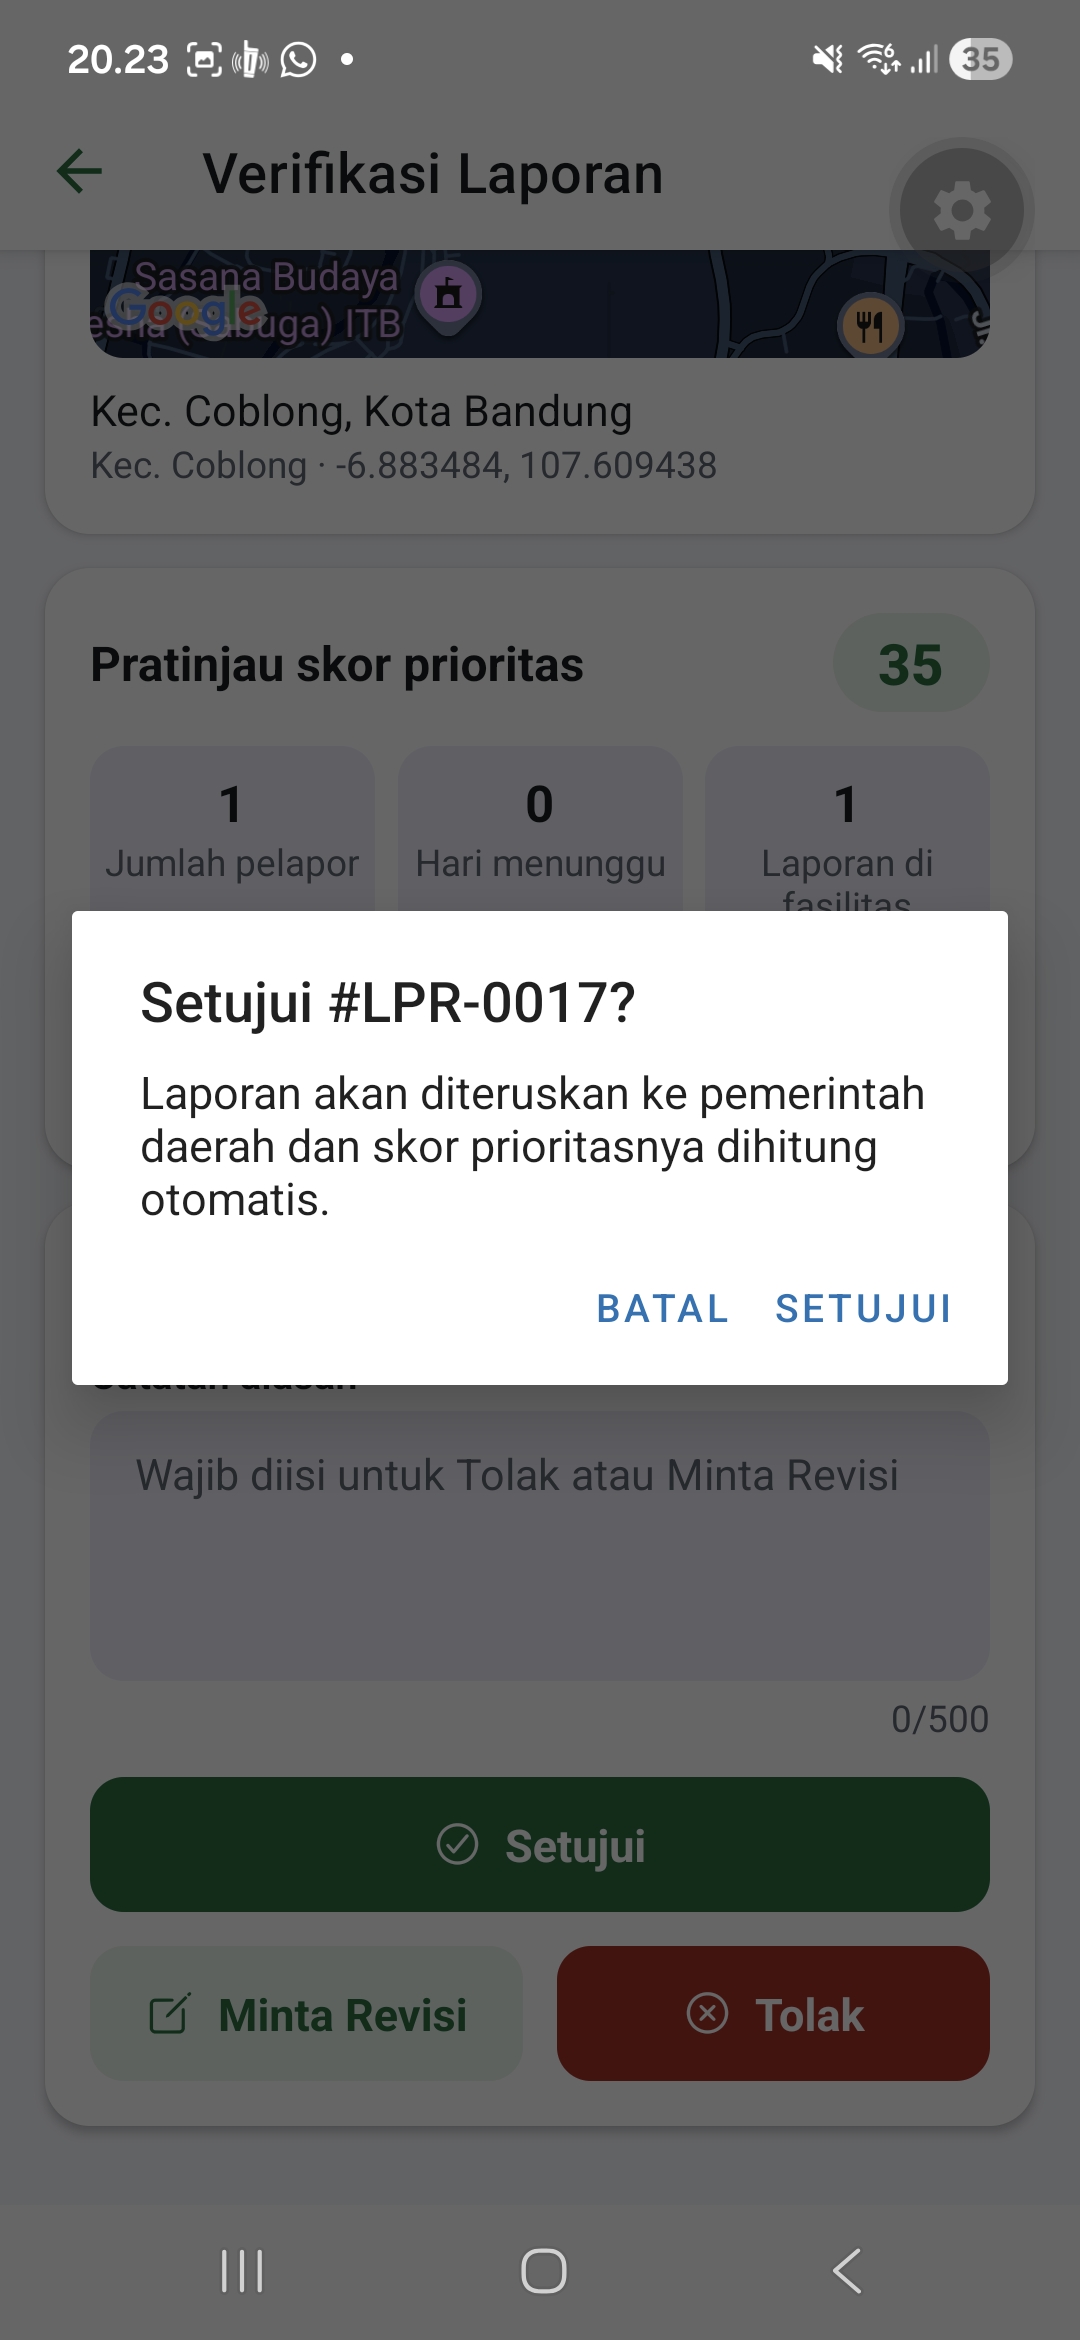 20.23
35
Verifikasi Laporan
Sasana Budaya
Google
(Sabuga) ITB
Kec. Coblong, Kota Bandung
Kec. Coblong · -6.883484, 107.609438
Pratinjau skor prioritas
35
1
0
1
Jumlah pelapor
Hari menunggu
Laporan di
fasilitas
Setujui #LPR-0017?
Laporan akan diteruskan ke pemerintah
daerah dan skor prioritasnya dihitung
otomatis.
BATAL
SETUJUI
Wajib diisi untuk Tolak atau Minta Revisi
0/500
Setujui
Minta Revisi
Tolak